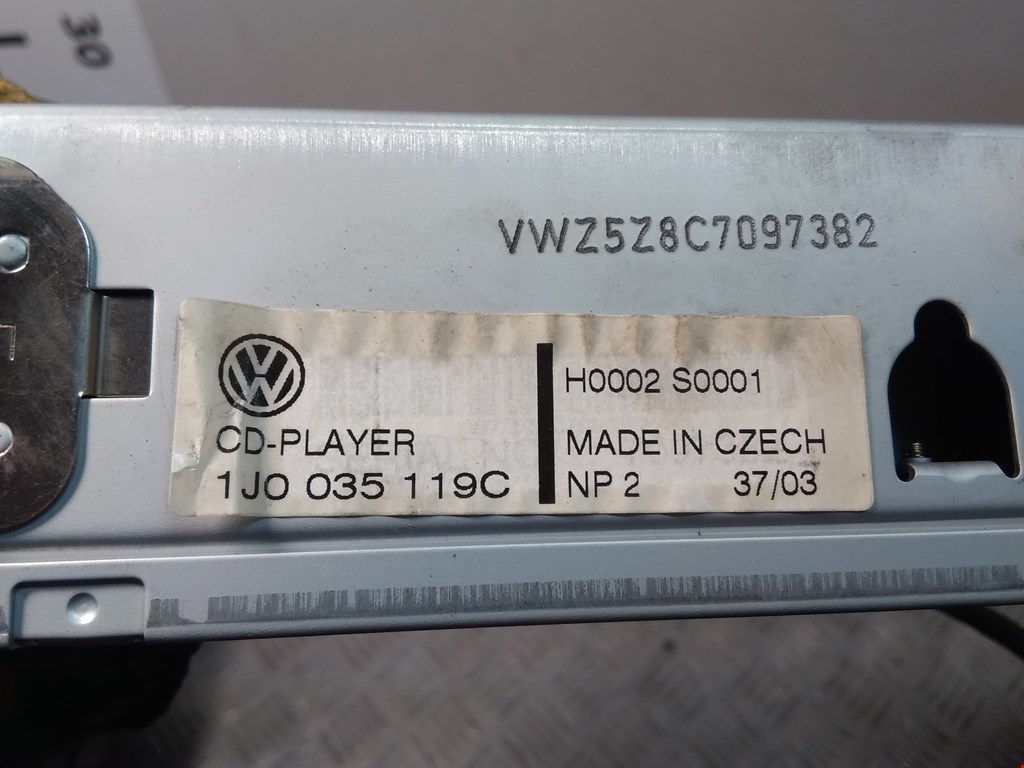 30
VWZ5Z8C7097382
CD-PLAYER
1J0 035 119C
H0002 S0001
MADE IN CZECH
NP 2 37/03